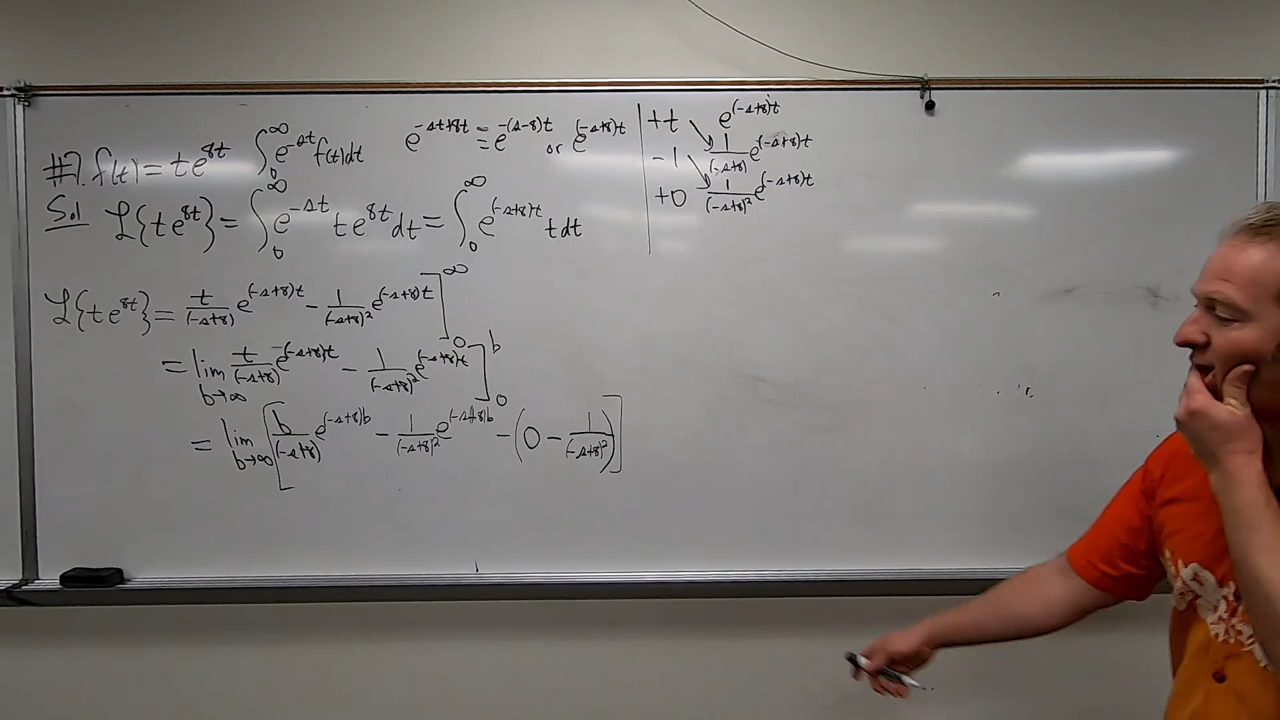 #7. f(t) = te^{8t} ∫_0^∞ e^{-st} f(t)dt e^{-st+8t} = e^{-(s-8)t} or e^{(-s+8)t}
Sol ℒ{te^{8t}} = ∫_0^∞ e^{-st} te^{8t} dt = ∫_0^∞ e^{(-s+8)t} t dt
ℒ{te^{8t}} = t/(-s+8) e^{(-s+8)t} - 1/(-s+8)^2 e^{(-s+8)t} ]_0^∞
= lim_{b→∞} t/(-s+8) e^{-(-s+8)t} - 1/(-s+8)^2 e^{(-s+8)t} ]_0^b
= lim_{b→∞} [ b/(-s+8) e^{(-s+8)b} - 1/(-s+8)^2 e^{(-s+8)b} - (0 - 1/(-s+8)^2) ]
+t e^{(-s+8)t}
-1 1/(-s+8) e^{(-s+8)t}
+0 1/(-s+8)^2 e^{(-s+8)t}